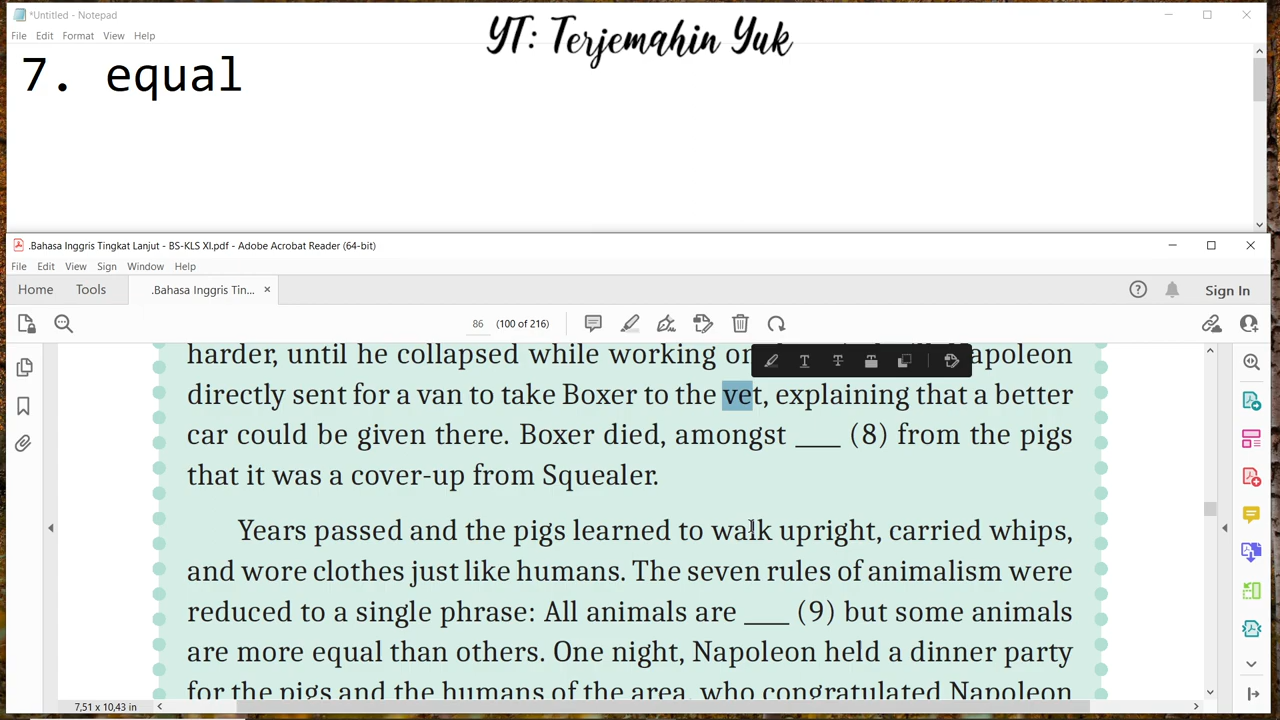 *Untitled - Notepad
File Edit Format View Help
YT: Terjemahin Yuk
7. equal
.Bahasa Inggris Tingkat Lanjut - BS-KLS XI.pdf - Adobe Acrobat Reader (64-bit)
File Edit View Sign Window Help
Home Tools .Bahasa Inggris Tin... × Sign In
86 (100 of 216)
harder, until he collapsed while working on Napoleon
directly sent for a van to take Boxer to the vet, explaining that a better
car could be given there. Boxer died, amongst ____ (8) from the pigs
that it was a cover-up from Squealer.
Years passed and the pigs learned to walk upright, carried whips,
and wore clothes just like humans. The seven rules of animalism were
reduced to a single phrase: All animals are ____ (9) but some animals
are more equal than others. One night, Napoleon held a dinner party
for the pigs and the humans of the area, who congratulated Napoleon
7,51 x 10,43 in